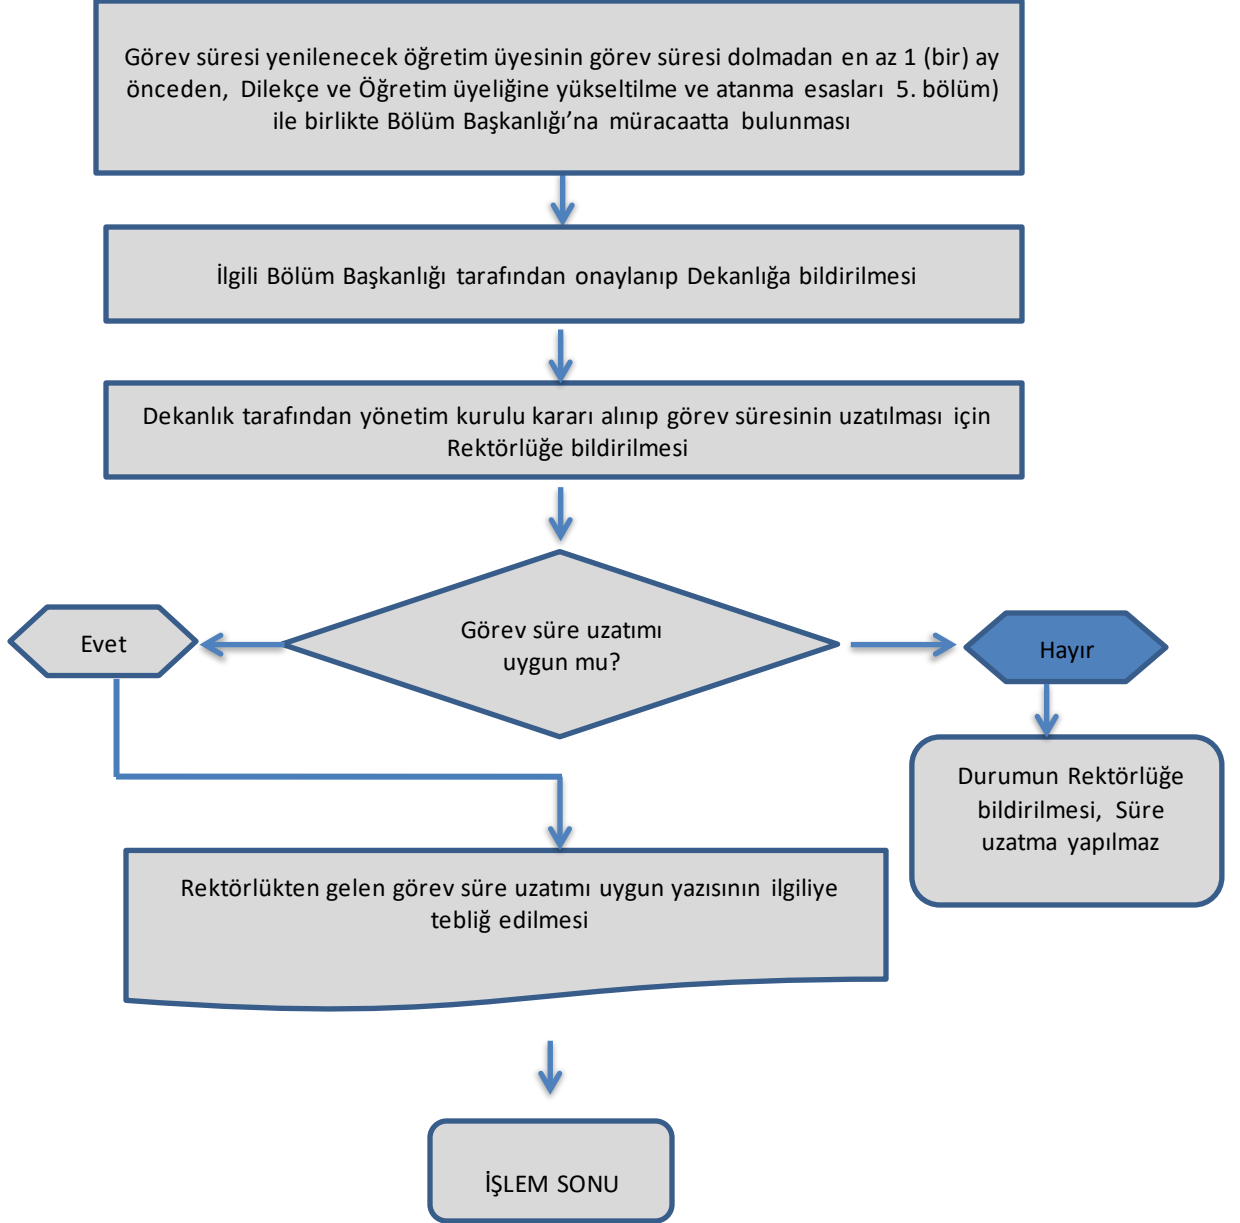 Görev süresi yenilenecek öğretim üyesinin görev süresi dolmadan en az 1 (bir) ay
önceden, Dilekçe ve Öğretim üyeliğine yükseltilme ve atanma esasları 5. bölüm)
ile birlikte Bölüm Başkanlığı’na müracaatta bulunması
İlgili Bölüm Başkanlığı tarafından onaylanıp Dekanlığa bildirilmesi
Dekanlık tarafından yönetim kurulu kararı alınıp görev süresinin uzatılması için
Rektörlüğe bildirilmesi
Görev süre uzatımı
uygun mu?
Evet
Hayır
Durumun Rektörlüğe
bildirilmesi, Süre
uzatma yapılmaz
Rektörlükten gelen görev süre uzatımı uygun yazısının ilgiliye
tebliğ edilmesi
İŞLEM SONU